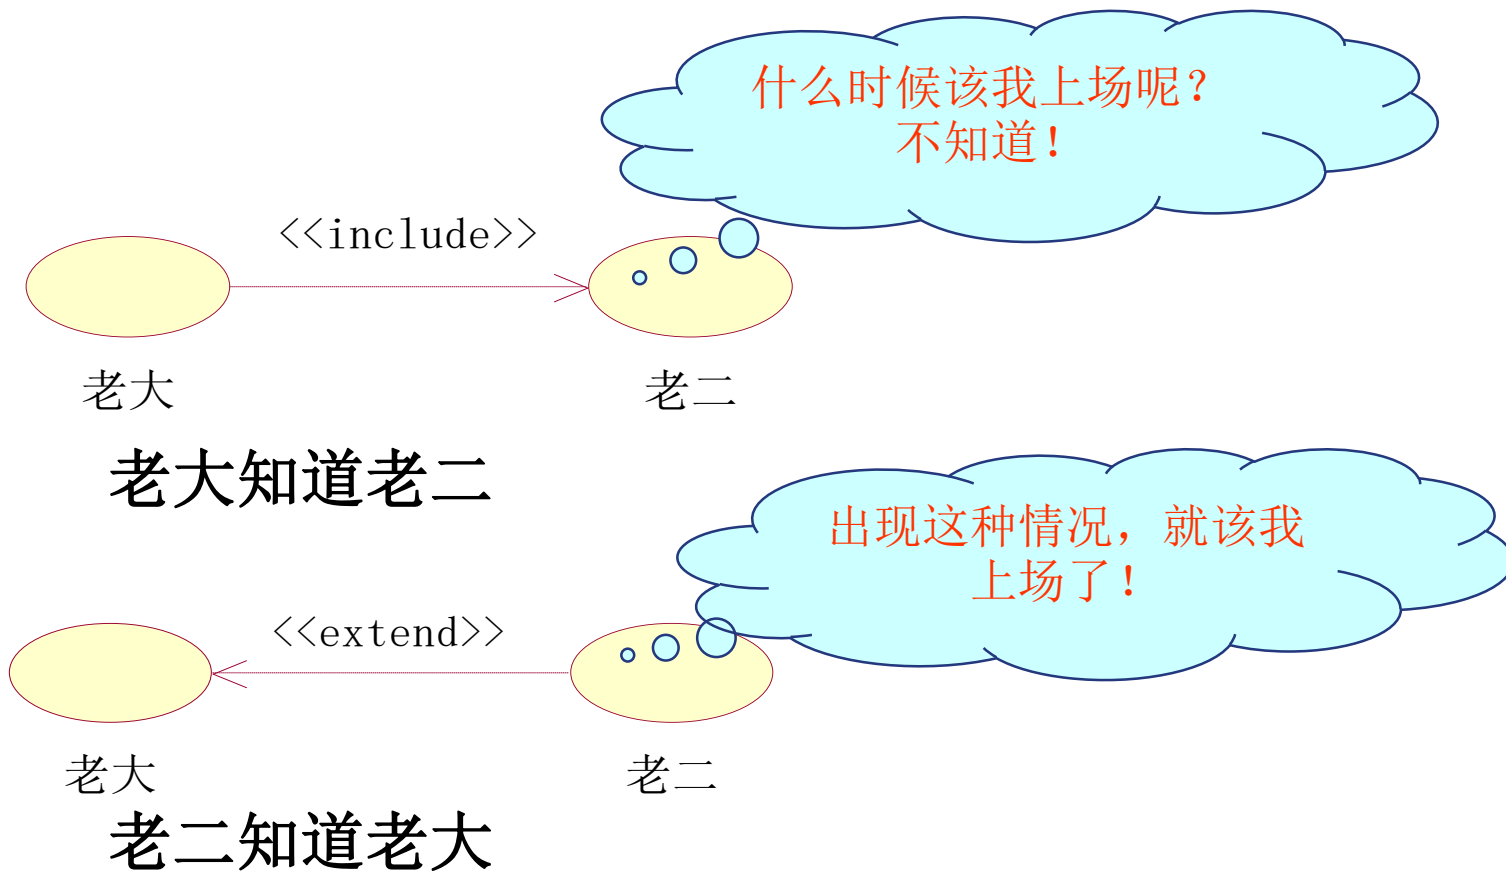 什么时候该我上场呢？
不知道！
<<include>>
老大
老二
老大知道老二
出现这种情况，就该我
上场了！
<<extend>>
老大
老二
老二知道老大